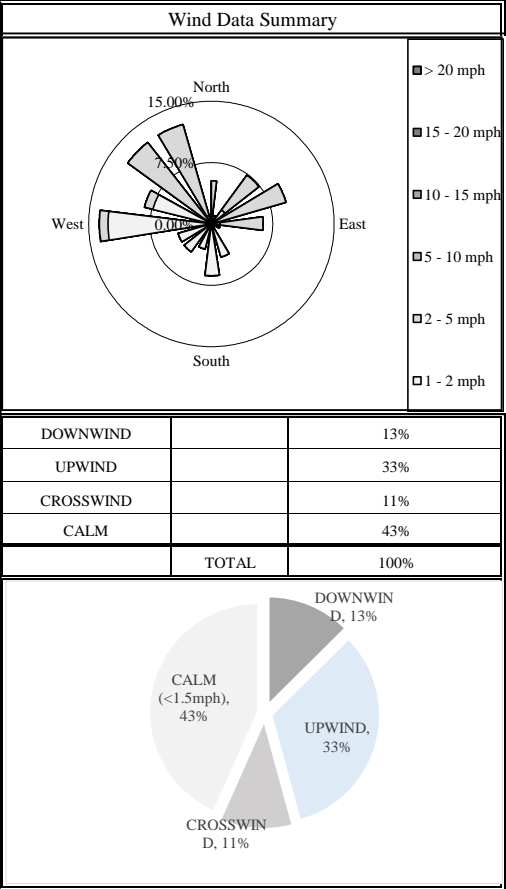 Wind Data Summary
North
15.00%
7.50%
West
0.00%
East
South
> 20 mph
15 - 20 mph
10 - 15 mph
5 - 10 mph
2 - 5 mph
1 - 2 mph
DOWNWIND 13%
UPWIND 33%
CROSSWIND 11%
CALM 43%
TOTAL 100%
DOWNWIN
D, 13%
CALM
(<1.5mph),
43%
UPWIND,
33%
CROSSWIN
D, 11%